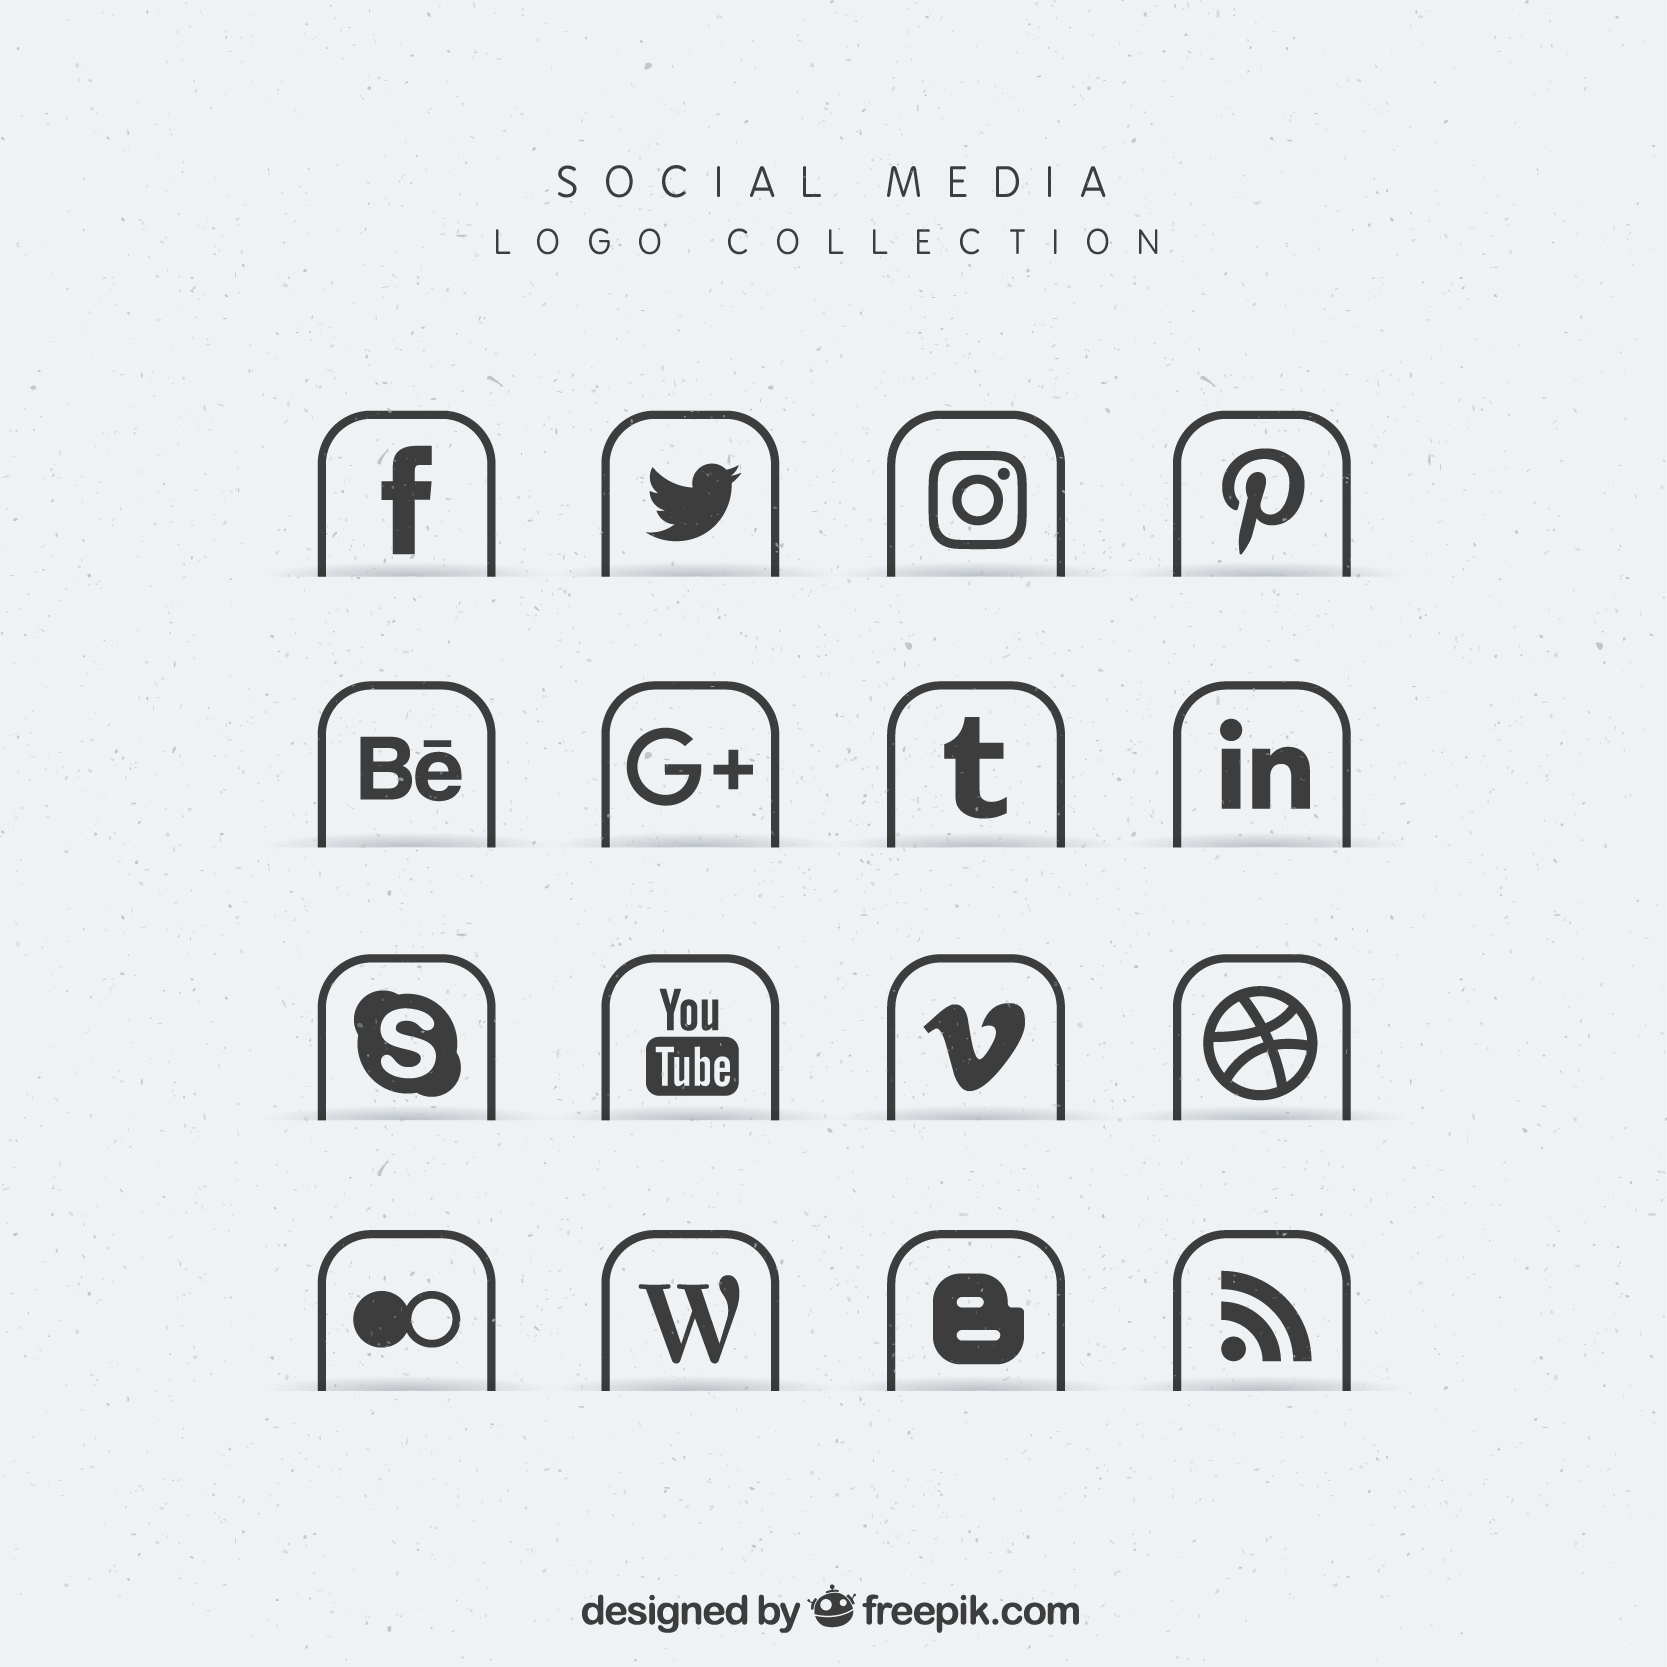 SOCIAL MEDIA
LOGO COLLECTION
f
Bē G+ t in
S You
Tube
v
W B
designed by freepik.com